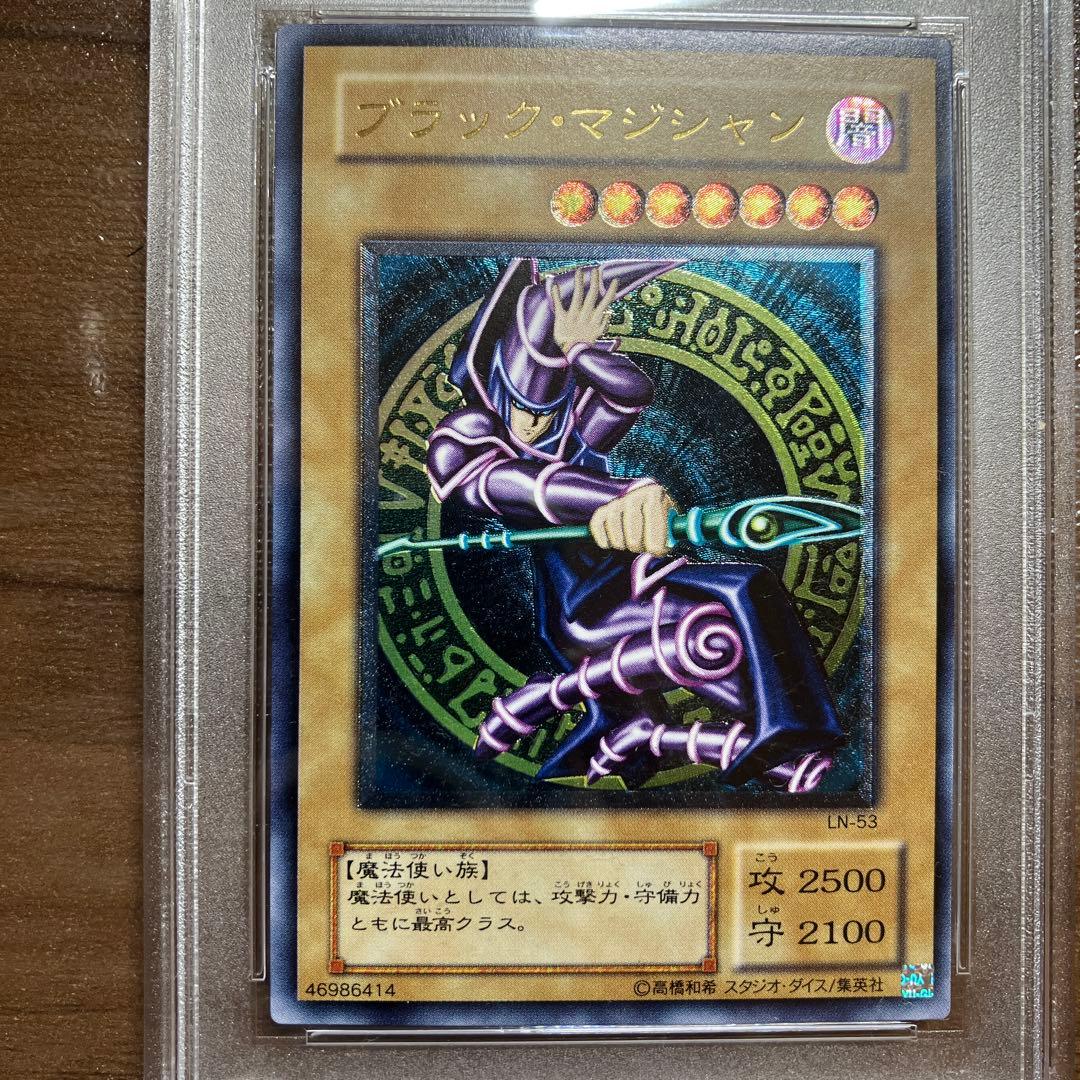 ブラック・マジシャン
闇
LN-53
【魔法使い族】
魔法使いとしては、攻撃力・守備力
ともに最高クラス。
攻 2500
守 2100
46986414
©高橋和希 スタジオ・ダイス/集英社